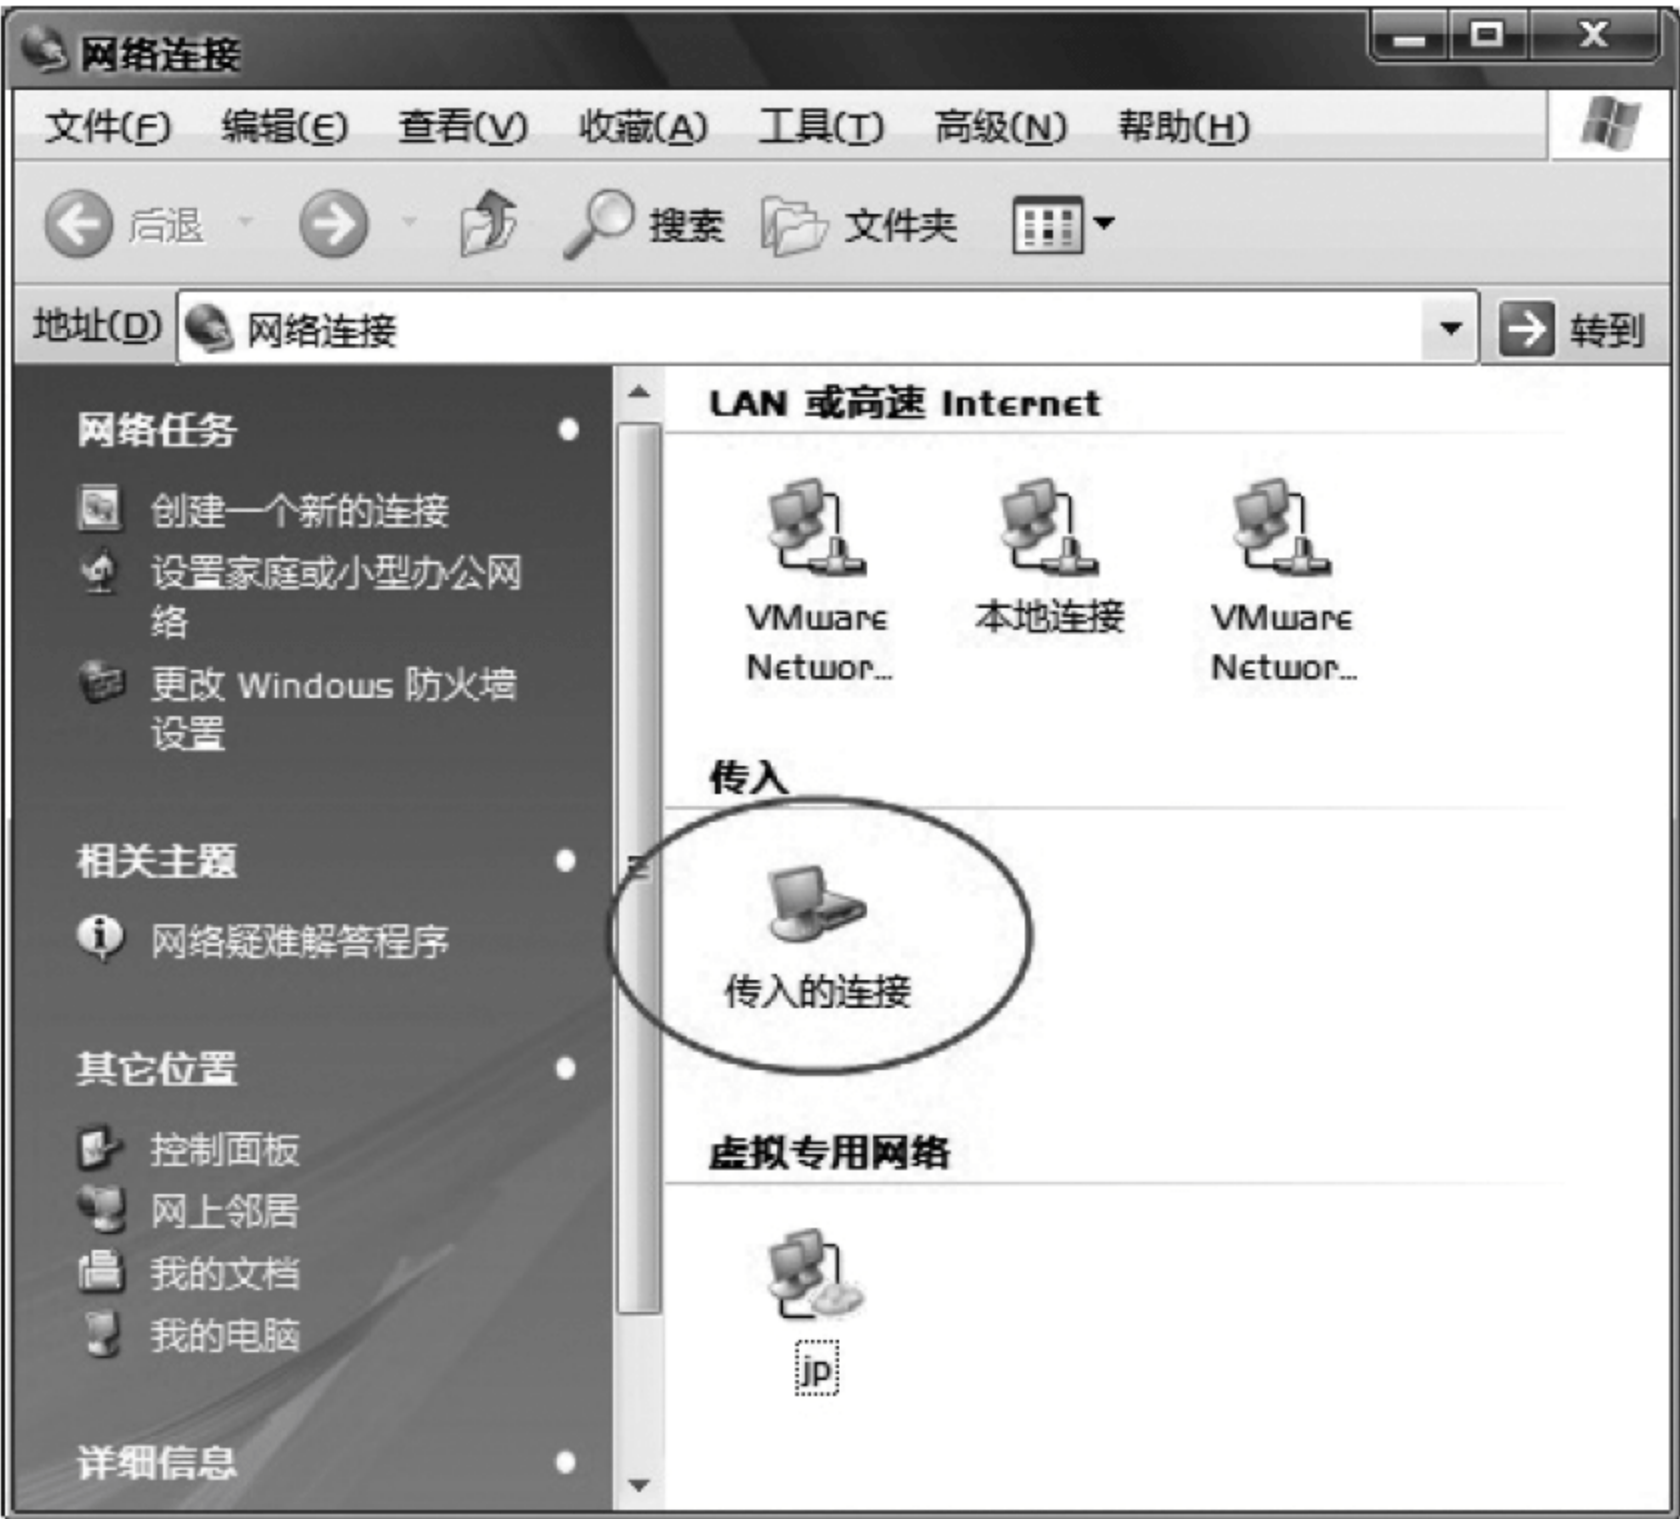 网络连接
文件(F) 编辑(E) 查看(V) 收藏(A) 工具(T) 高级(N) 帮助(H)
后退 搜索 文件夹
地址(D) 网络连接 转到
网络任务
创建一个新的连接
设置家庭或小型办公网
络
更改 Windows 防火墙
设置
相关主题
网络疑难解答程序
其它位置
控制面板
网上邻居
我的文档
我的电脑
详细信息
LAN 或高速 Internet
VMware
Networ...
本地连接
VMware
Networ...
传入
传入的连接
虚拟专用网络
jp